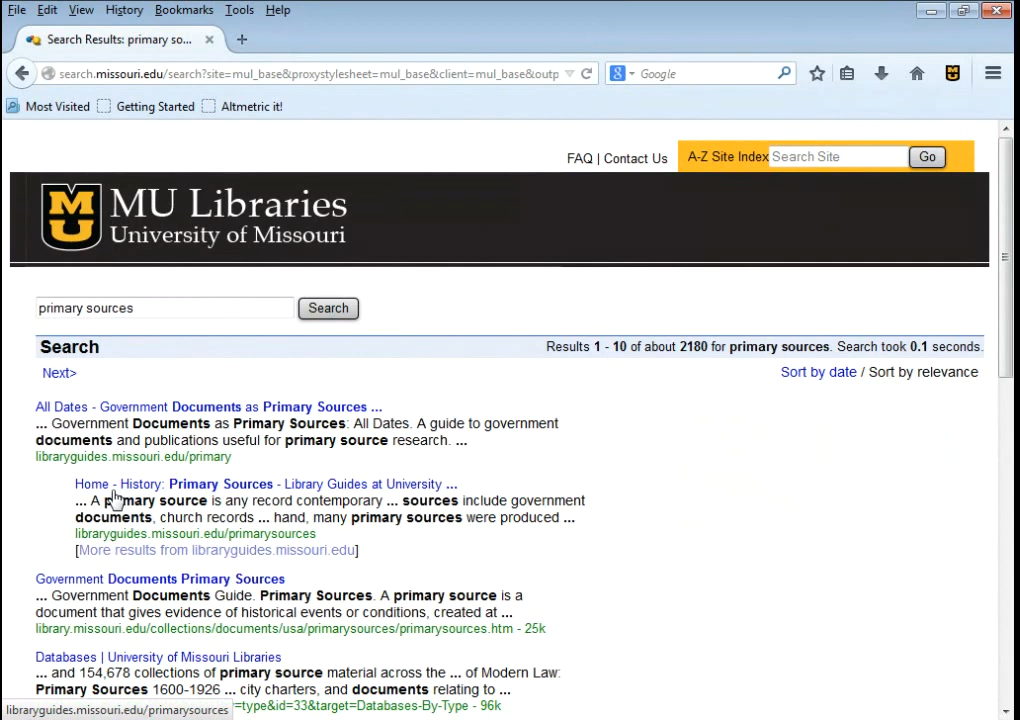 File Edit View History Bookmarks Tools Help
Search Results: primary so...
search.missouri.edu/search?site=mul_base&proxystylesheet=mul_base&client=mul_base&outp
Google
Most Visited Getting Started Altmetric it!
FAQ | Contact Us A-Z Site Index Search Site Go
MU Libraries
University of Missouri
primary sources Search
Search Results 1 - 10 of about 2180 for primary sources. Search took 0.1 seconds.
Next> Sort by date / Sort by relevance
All Dates - Government Documents as Primary Sources ...
... Government Documents as Primary Sources: All Dates. A guide to government
documents and publications useful for primary source research. ...
libraryguides.missouri.edu/primary
Home - History: Primary Sources - Library Guides at University ...
... A primary source is any record contemporary ... sources include government
documents, church records ... hand, many primary sources were produced ...
libraryguides.missouri.edu/primarysources
[More results from libraryguides.missouri.edu]
Government Documents Primary Sources
... Government Documents Guide. Primary Sources. A primary source is a
document that gives evidence of historical events or conditions, created at ...
library.missouri.edu/collections/documents/usa/primarysources/primarysources.htm - 25k
Databases | University of Missouri Libraries
... and 154,678 collections of primary source material across the ... of Modern Law:
Primary Sources 1600-1926 ... city charters, and documents relating to ...
libraryguides.missouri.edu/primarysources =type&id=33&target=Databases-By-Type - 96k